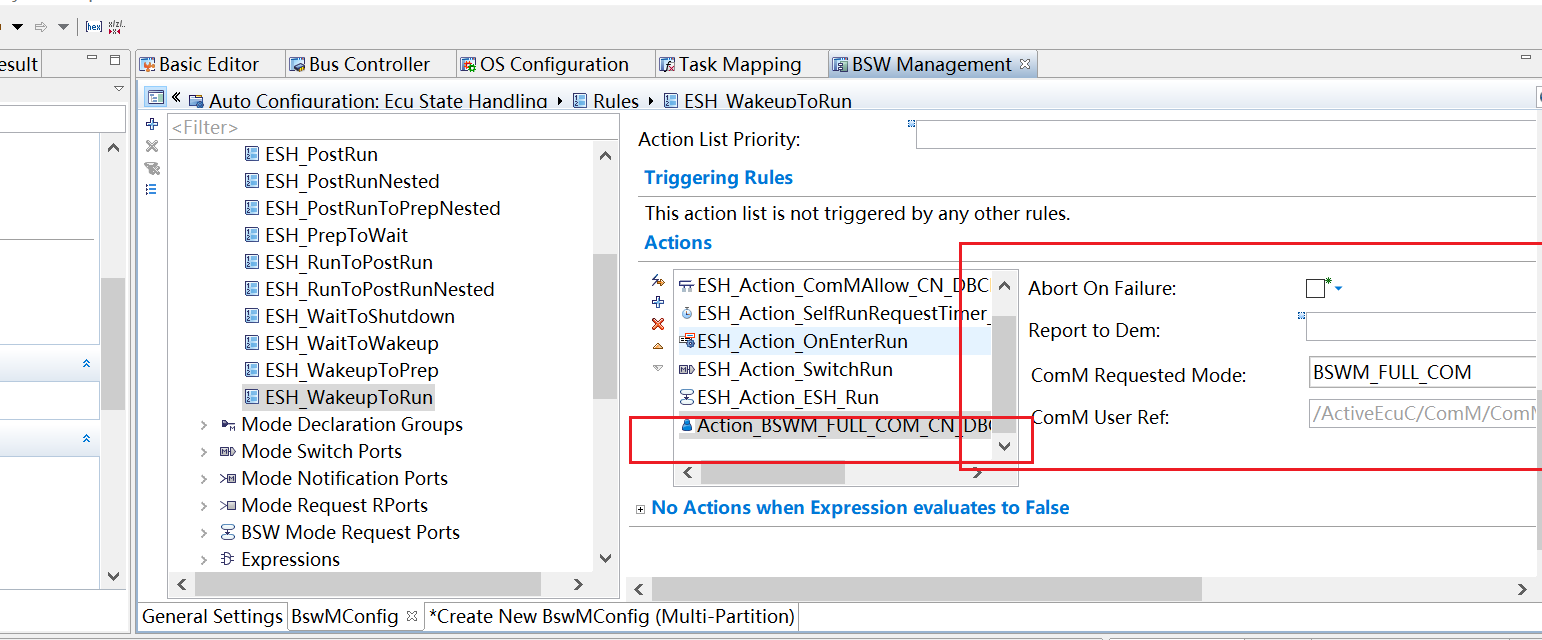 [hex]
esult
Basic Editor
Bus Controller
OS Configuration
Task Mapping
BSW Management
Auto Configuration: Ecu State Handling
Rules
ESH_WakeupToRun
<Filter>
ESH_PostRun
ESH_PostRunNested
ESH_PostRunToPrepNested
ESH_PrepToWait
ESH_RunToPostRun
ESH_RunToPostRunNested
ESH_WaitToShutdown
ESH_WaitToWakeup
ESH_WakeupToPrep
ESH_WakeupToRun
Mode Declaration Groups
Mode Switch Ports
Mode Notification Ports
Mode Request RPorts
BSW Mode Request Ports
Expressions
Action List Priority:
Triggering Rules
This action list is not triggered by any other rules.
Actions
ESH_Action_ComMAllow_CN_DBC
ESH_Action_SelfRunRequestTimer_
ESH_Action_OnEnterRun
ESH_Action_SwitchRun
ESH_Action_ESH_Run
Action_BSWM_FULL_COM_CN_DBC
Abort On Failure:
Report to Dem:
ComM Requested Mode:
BSWM_FULL_COM
ComM User Ref:
/ActiveEcuC/ComM/ComM
No Actions when Expression evaluates to False
General Settings
BswMConfig
*Create New BswMConfig (Multi-Partition)